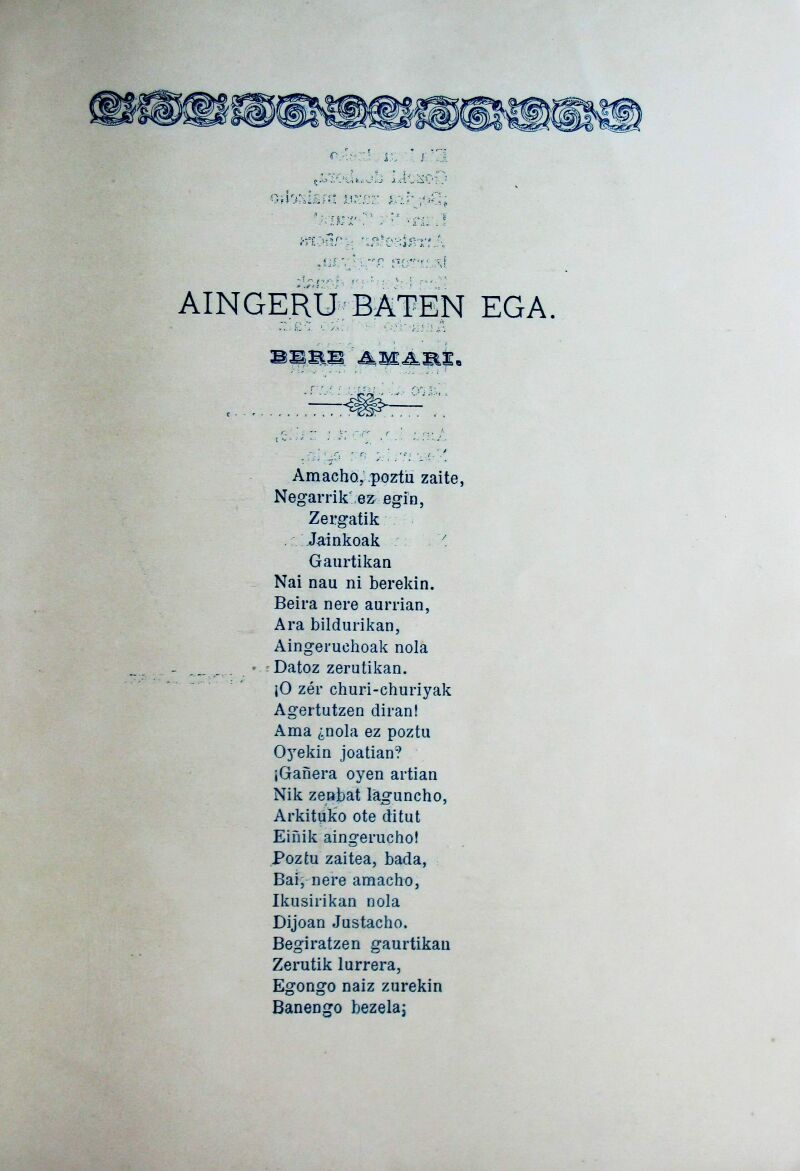 AINGERU BATEN EGA.
BERE AMARI.
Amacho, poztu zaite,
Negarrik ez egin,
Zergatik
Jainkoak
Gaurtikan
Nai nau ni berekin.
Beira nere aurrian,
Ara bildurikan,
Aingeruchoak nola
Datoz zerutikan.
¡O zér churi-churiyak
Agertutzen diran!
Ama ¿nola ez poztu
Oyekin joatian?
¡Gañera oyen artian
Nik zenbat laguncho,
Arkituko ote ditut
Eiñik aingerucho!
Poztu zaitea, bada,
Bai, nere amacho,
Ikusirikan nola
Dijoan Justacho.
Begiratzen gaurtikan
Zerutik lurrera,
Egongo naiz zurekin
Banengo bezela;